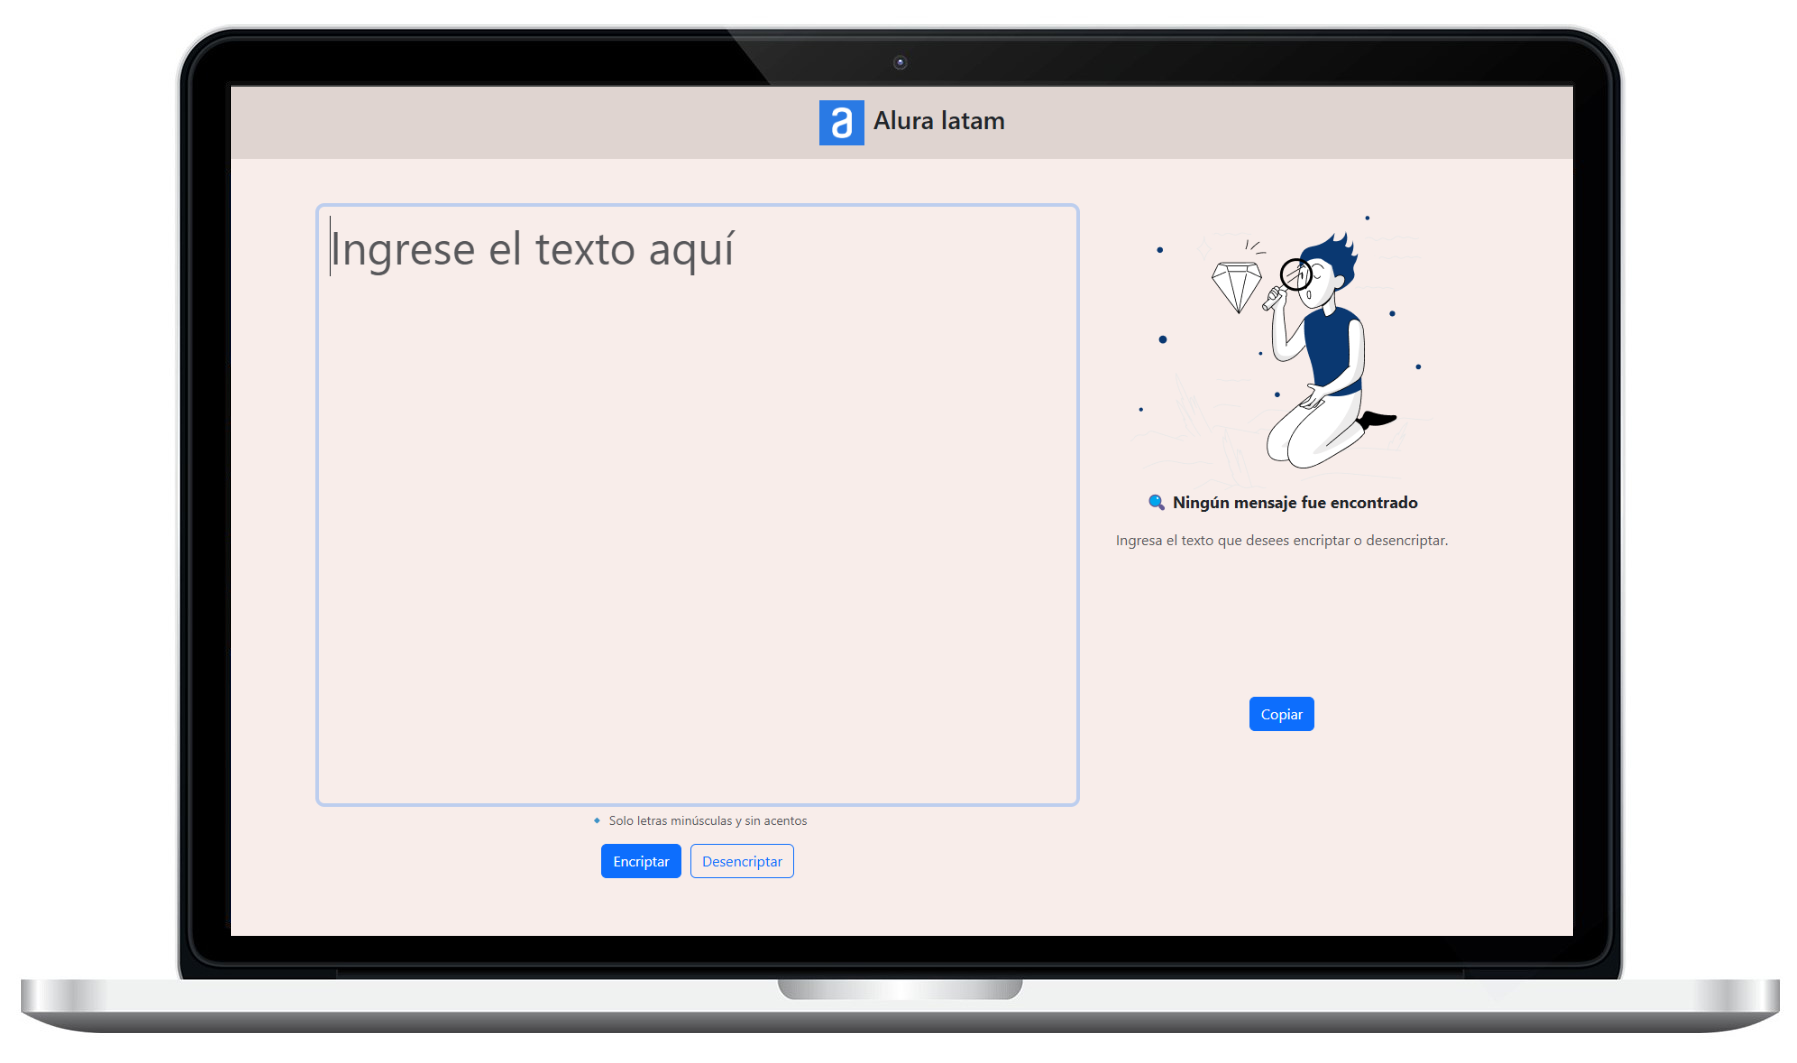 a Alura latam
Ingrese el texto aquí
Ningún mensaje fue encontrado
Ingresa el texto que desees encriptar o desencriptar.
Copiar
Solo letras minúsculas y sin acentos
Encriptar Desencriptar